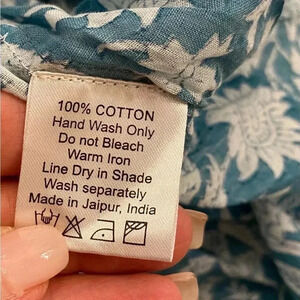 100% COTTON
Hand Wash Only
Do not Bleach
Warm Iron
Line Dry in Shade
Wash separately
Made in Jaipur, India